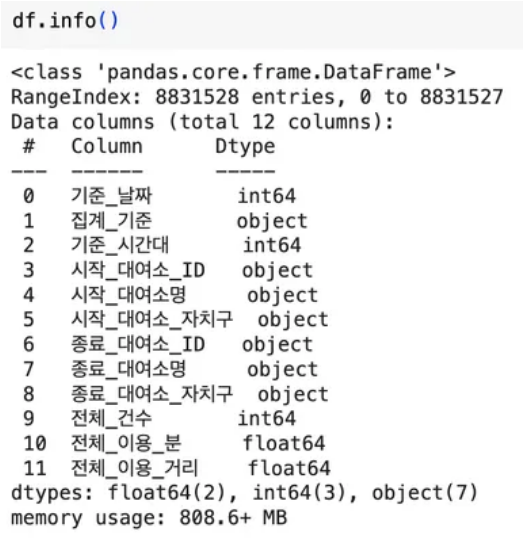 df.info()
<class 'pandas.core.frame.DataFrame'>
RangeIndex: 8831528 entries, 0 to 8831527
Data columns (total 12 columns):
 #   Column      Dtype
---  ------      -----
 0   기준_날짜       int64
 1   집계_기준       object
 2   기준_시간대      int64
 3   시작_대여소_ID   object
 4   시작_대여소명     object
 5   시작_대여소_자치구  object
 6   종료_대여소_ID   object
 7   종료_대여소명     object
 8   종료_대여소_자치구  object
 9   전체_건수       int64
 10  전체_이용_분     float64
 11  전체_이용_거리    float64
dtypes: float64(2), int64(3), object(7)
memory usage: 808.6+ MB